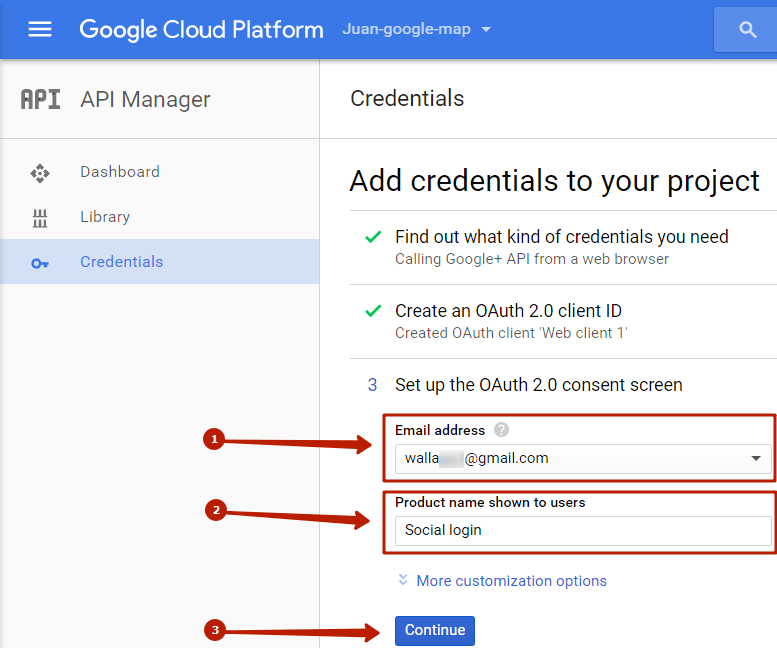 Google Cloud Platform Juan-google-map
API API Manager
Credentials
Dashboard
Library
Credentials
Add credentials to your project
Find out what kind of credentials you need
Calling Google+ API from a web browser
Create an OAuth 2.0 client ID
Created OAuth client 'Web client 1'
3 Set up the OAuth 2.0 consent screen
1
Email address ?
walla @gmail.com
2
Product name shown to users
Social login
More customization options
3
Continue